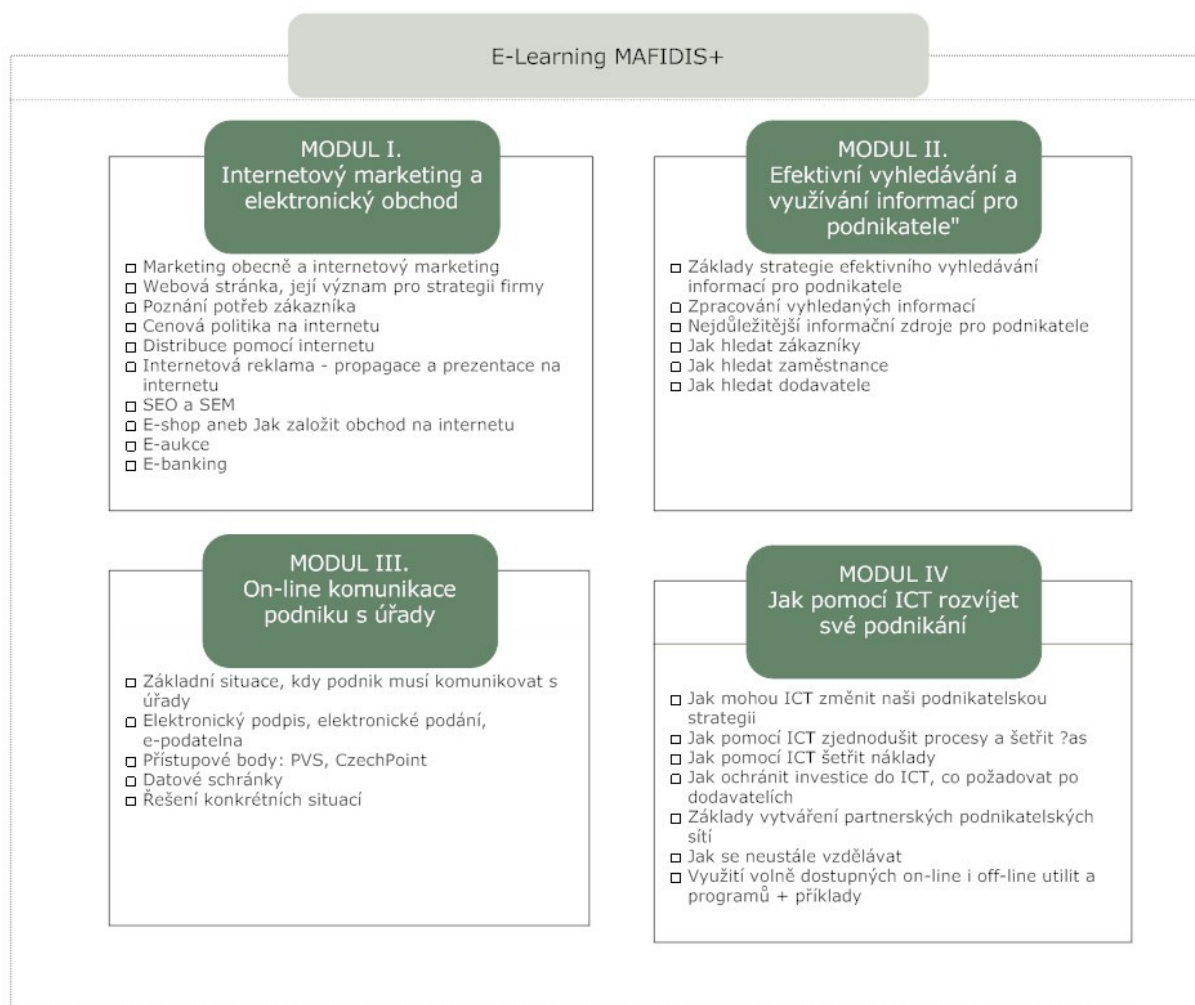 E-Learning MAFIDIS+
MODUL I.
Internetový marketing a
elektronický obchod
Marketing obecně a internetový marketing
Webová stránka, její význam pro strategii firmy
Poznání potřeb zákazníka
Cenová politika na internetu
Distribuce pomocí internetu
Internetová reklama - propagace a prezentace na
internetu
SEO a SEM
E-shop aneb Jak založit obchod na internetu
E-aukce
E-banking
MODUL II.
Efektivní vyhledávání a
využívání informací pro
podnikatele"
Základy strategie efektivního vyhledávání
informací pro podnikatele
Zpracování vyhledaných informací
Nejdůležitější informační zdroje pro podnikatele
Jak hledat zákazníky
Jak hledat zaměstnance
Jak hledat dodavatele
MODUL III.
On-line komunikace
podniku s úřady
Základní situace, kdy podnik musí komunikovat s
úřady
Elektronický podpis, elektronické podání,
e-podatelna
Přístupové body: PVS, CzechPoint
Datové schránky
Řešení konkrétních situací
MODUL IV
Jak pomocí ICT rozvíjet
své podnikání
Jak mohou ICT změnit naši podnikatelskou
strategii
Jak pomocí ICT zjednodušit procesy a šetřit ?as
Jak pomocí ICT šetřit náklady
Jak ochránit investice do ICT, co požadovat po
dodavatelích
Základy vytváření partnerských podnikatelských
sítí
Jak se neustále vzdělávat
Využití volně dostupných on-line i off-line utilit a
programů + příklady